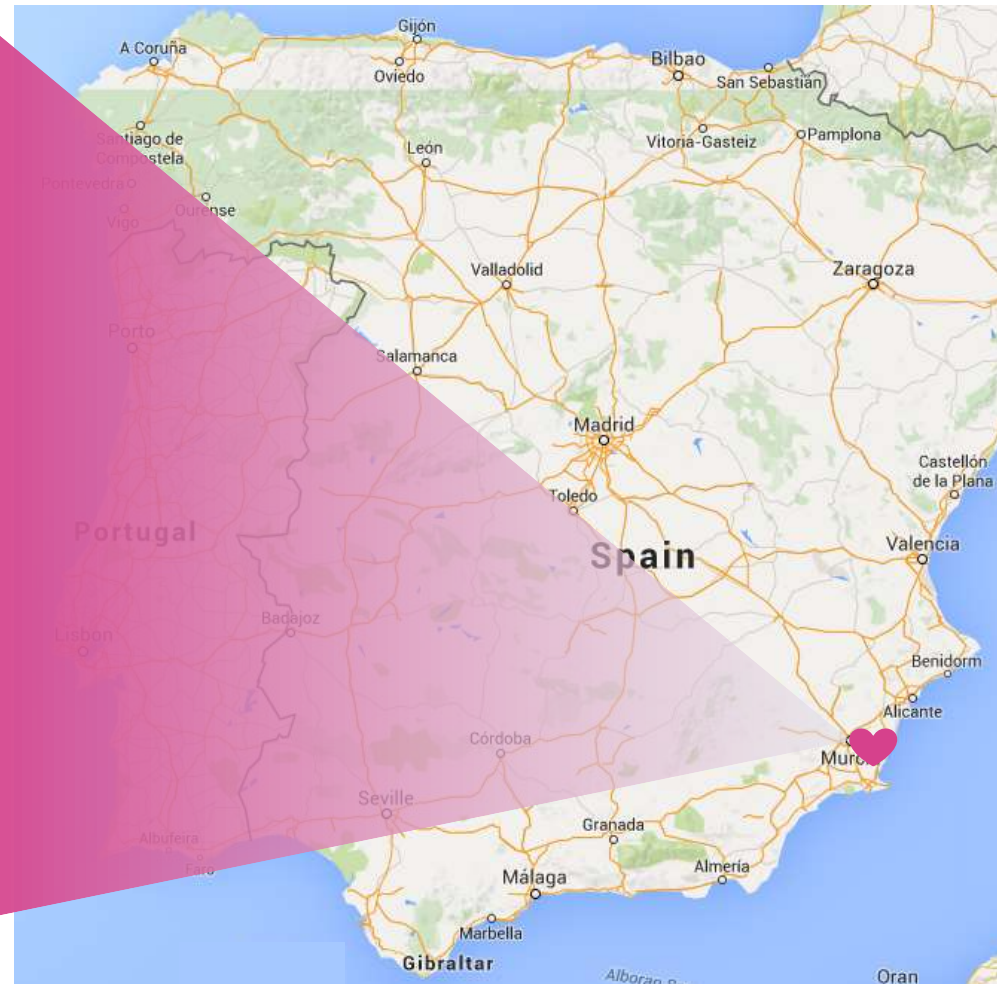 Gijón
A Coruña
Oviedo
Bilbao
San Sebastián
Santiago de
Compostela
Vitoria-Gasteiz
Pamplona
León
Pontevedra
Ourense
Vigo
Valladolid
Zaragoza
Porto
Salamanca
Madrid
Castellón
de la Plana
Toledo
Portugal
Spain
Valencia
Badajoz
Lisbon
Benidorm
Alicante
Córdoba
Murc
Seville
Granada
Albufeira
Faro
Almería
Málaga
Marbella
Gibraltar
Alboran
Oran